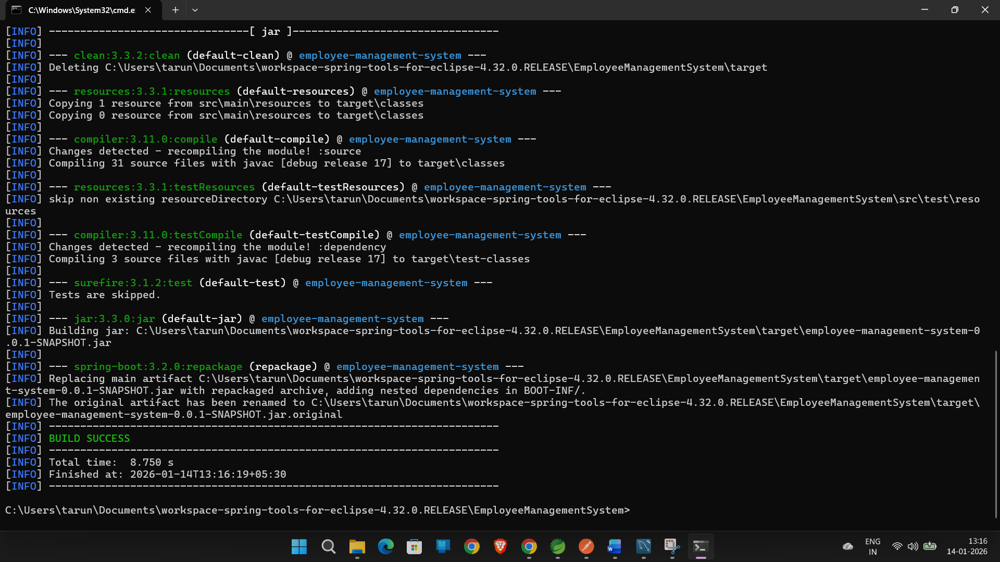 C:\Windows\System32\cmd.e
[INFO] --------------------------------[ jar ]---------------------------------
[INFO]
[INFO] --- clean:3.3.2:clean (default-clean) @ employee-management-system ---
[INFO] Deleting C:\Users\tarun\Documents\workspace-spring-tools-for-eclipse-4.32.0.RELEASE\EmployeeManagementSystem\target
[INFO]
[INFO] --- resources:3.3.1:resources (default-resources) @ employee-management-system ---
[INFO] Copying 1 resource from src\main\resources to target\classes
[INFO] Copying 0 resource from src\main\resources to target\classes
[INFO]
[INFO] --- compiler:3.11.0:compile (default-compile) @ employee-management-system ---
[INFO] Changes detected - recompiling the module! :source
[INFO] Compiling 31 source files with javac [debug release 17] to target\classes
[INFO]
[INFO] --- resources:3.3.1:testResources (default-testResources) @ employee-management-system ---
[INFO] skip non existing resourceDirectory C:\Users\tarun\Documents\workspace-spring-tools-for-eclipse-4.32.0.RELEASE\EmployeeManagementSystem\src\test\reso
urces
[INFO]
[INFO] --- compiler:3.11.0:testCompile (default-testCompile) @ employee-management-system ---
[INFO] Changes detected - recompiling the module! :dependency
[INFO] Compiling 3 source files with javac [debug release 17] to target\test-classes
[INFO]
[INFO] --- surefire:3.1.2:test (default-test) @ employee-management-system ---
[INFO] Tests are skipped.
[INFO]
[INFO] --- jar:3.3.0:jar (default-jar) @ employee-management-system ---
[INFO] Building jar: C:\Users\tarun\Documents\workspace-spring-tools-for-eclipse-4.32.0.RELEASE\EmployeeManagementSystem\target\employee-management-system-0
.0.1-SNAPSHOT.jar
[INFO]
[INFO] --- spring-boot:3.2.0:repackage (repackage) @ employee-management-system ---
[INFO] Replacing main artifact C:\Users\tarun\Documents\workspace-spring-tools-for-eclipse-4.32.0.RELEASE\EmployeeManagementSystem\target\employee-managemen
t-system-0.0.1-SNAPSHOT.jar with repackaged archive, adding nested dependencies in BOOT-INF/.
[INFO] The original artifact has been renamed to C:\Users\tarun\Documents\workspace-spring-tools-for-eclipse-4.32.0.RELEASE\EmployeeManagementSystem\target\
employee-management-system-0.0.1-SNAPSHOT.jar.original
[INFO] ------------------------------------------------------------------------
[INFO] BUILD SUCCESS
[INFO] ------------------------------------------------------------------------
[INFO] Total time:  8.750 s
[INFO] Finished at: 2026-01-14T13:16:19+05:30
[INFO] ------------------------------------------------------------------------
C:\Users\tarun\Documents\workspace-spring-tools-for-eclipse-4.32.0.RELEASE\EmployeeManagementSystem>
ENG
IN
13:16
14-01-2026